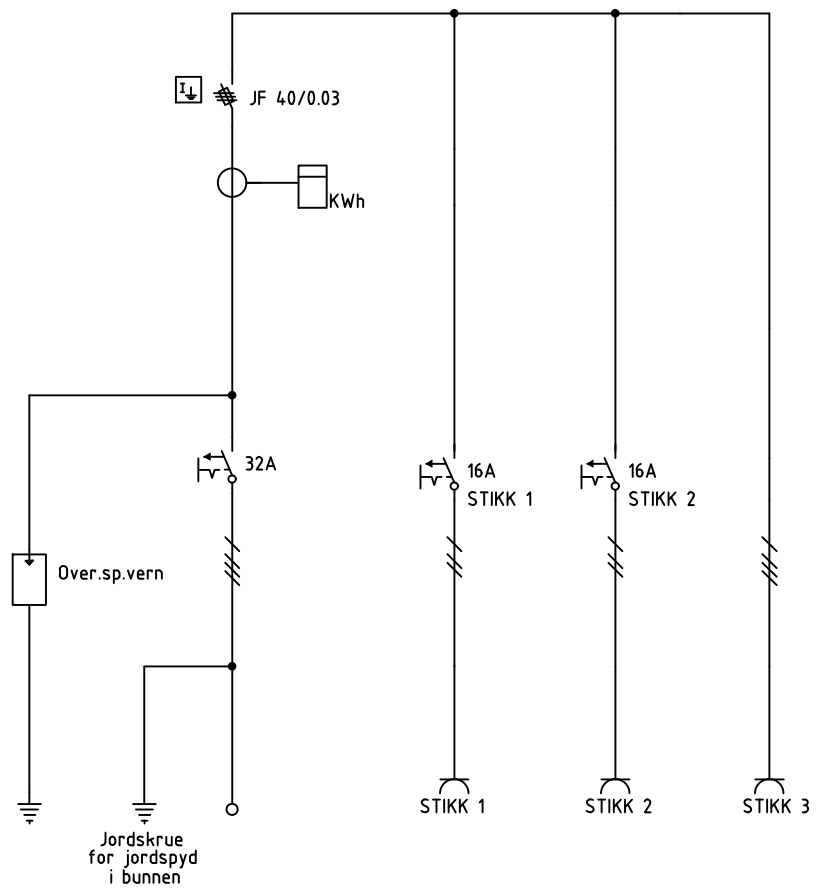 I
JF 40/0.03
KWh
32A
16A
STIKK 1
16A
STIKK 2
Over.sp.vern
STIKK 1
STIKK 2
STIKK 3
Jordskrue
for jordspyd
i bunnen